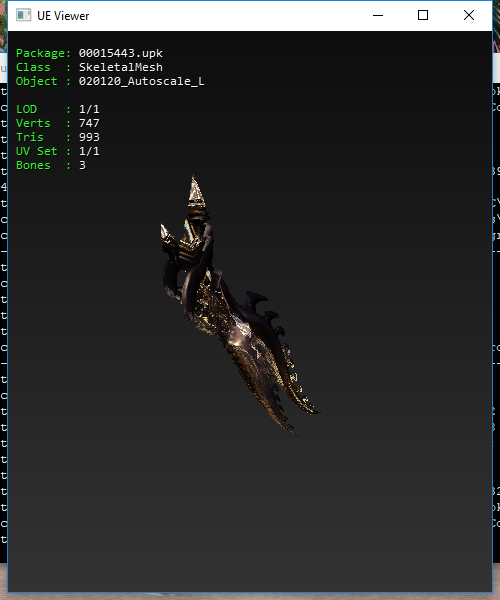 UE Viewer
Package: 00015443.upk
Class : SkeletalMesh
Object : 020120_Autoscale_L
LOD : 1/1
Verts : 747
Tris : 993
UV Set : 1/1
Bones : 3